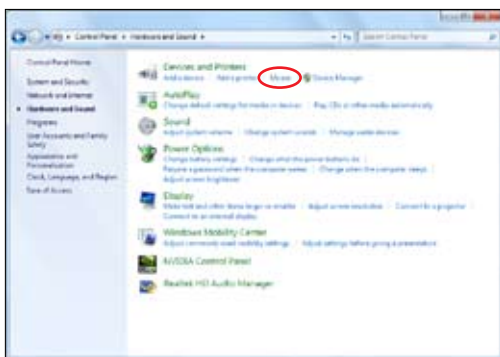 Control Panel
Hardware and Sound
Search Control Panel
Control Panel Home
System and Security
Network and Internet
Hardware and Sound
Programs
User Accounts and Family Safety
Appearance and Personalization
Clock, Language, and Region
Ease of Access
Devices and Printers
Add a device
Add a printer
Mouse
Device Manager
AutoPlay
Change default settings for media or devices
Play CDs or other media automatically
Sound
Adjust system volume
Change system sounds
Manage audio devices
Power Options
Change battery settings
Change what the power buttons do
Require a password when the computer wakes
Change when the computer sleeps
Adjust screen brightness
Display
Make text and other items larger or smaller
Adjust screen resolution
Connect to a projector
Connect to an external display
Windows Mobility Center
Adjust commonly used mobility settings
Adjust settings before giving a presentation
NVIDIA Control Panel
Realtek HD Audio Manager